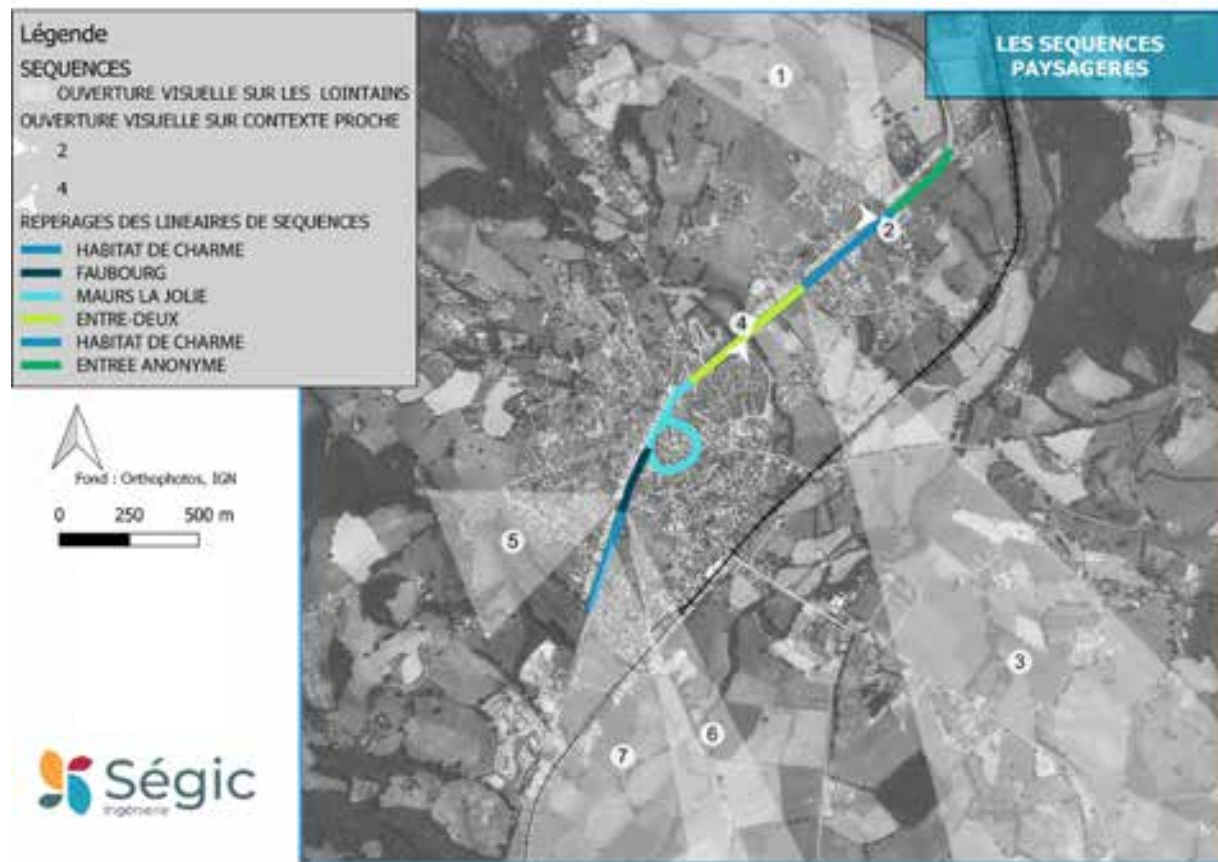 Légende
SEQUENCES
OUVERTURE VISUELLE SUR LES LOINTAINS
OUVERTURE VISUELLE SUR CONTEXTE PROCHE
2
4
REPERAGES DES LINEAIRES DE SEQUENCES
HABITAT DE CHARME
FAUBOURG
MAURS LA JOLIE
ENTRE-DEUX
HABITAT DE CHARME
ENTREE ANONYME
LES SEQUENCES
PAYSAGERES
1
2
4
5
3
6
7
Fond : Orthophotos, IGN
0 250 500 m
Ségic
Ingénierie